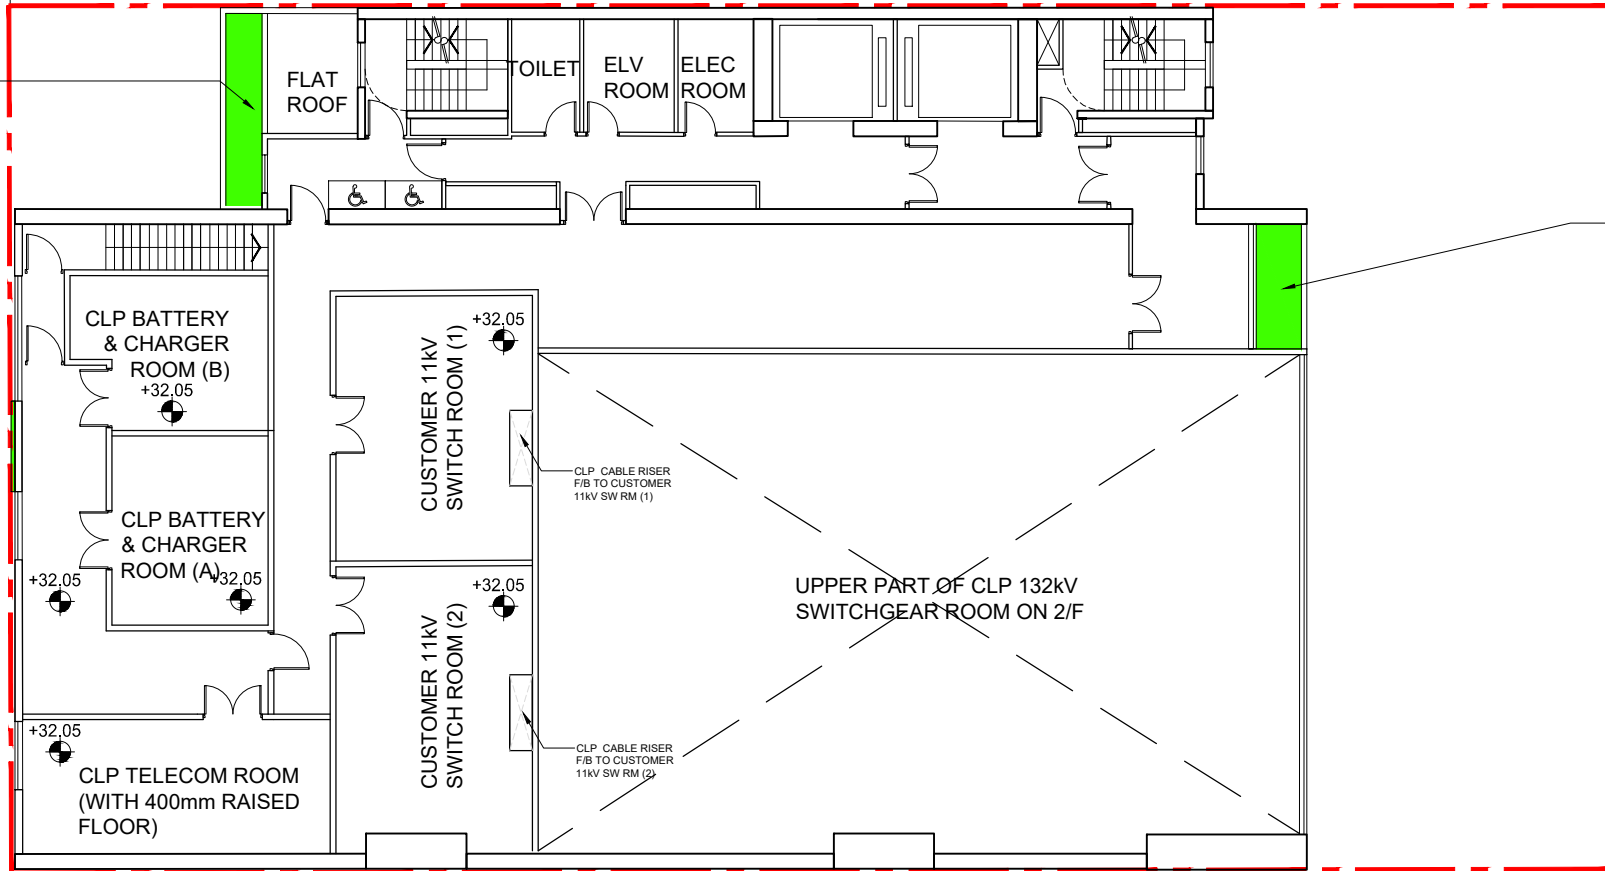 FLAT
ROOF
TOILET
ELV
ROOM
ELEC
ROOM
CLP BATTERY
& CHARGER
ROOM (B)
+32.05
CUSTOMER 11kV
SWITCH ROOM (1)
+32.05
CLP CABLE RISER
F/B TO CUSTOMER
11kV SW RM (1)
CLP BATTERY
& CHARGER
ROOM (A)
+32.05
+32.05
CUSTOMER 11kV
SWITCH ROOM (2)
+32.05
UPPER PART OF CLP 132kV
SWITCHGEAR ROOM ON 2/F
CLP CABLE RISER
F/B TO CUSTOMER
11kV SW RM (2)
+32.05
CLP TELECOM ROOM
(WITH 400mm RAISED
FLOOR)